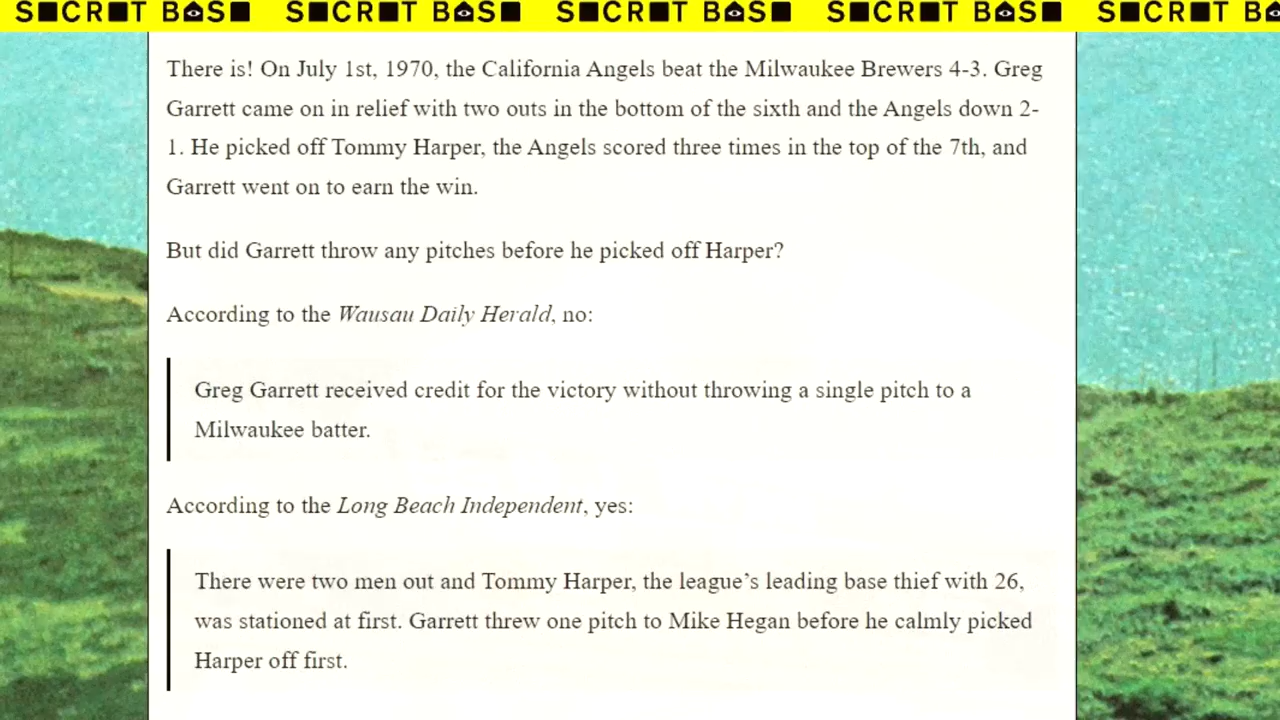 S■CR■T B⌂S■ S■CR■T B⌂S■ S■CR■T B⌂S■ S■CR■T B⌂S■ S■CR■T B⌂
There is! On July 1st, 1970, the California Angels beat the Milwaukee Brewers 4-3. Greg
Garrett came on in relief with two outs in the bottom of the sixth and the Angels down 2-
1. He picked off Tommy Harper, the Angels scored three times in the top of the 7th, and
Garrett went on to earn the win.
But did Garrett throw any pitches before he picked off Harper?
According to the Wausau Daily Herald, no:
Greg Garrett received credit for the victory without throwing a single pitch to a
Milwaukee batter.
According to the Long Beach Independent, yes:
There were two men out and Tommy Harper, the league’s leading base thief with 26,
was stationed at first. Garrett threw one pitch to Mike Hegan before he calmly picked
Harper off first.